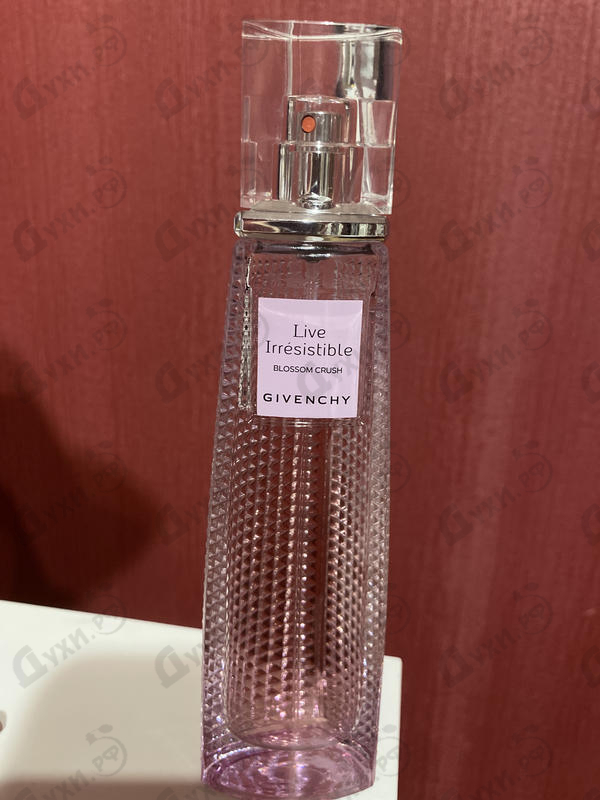 Live
Irrésistible
BLOSSOM CRUSH
GIVENCHY
Духи.РФ